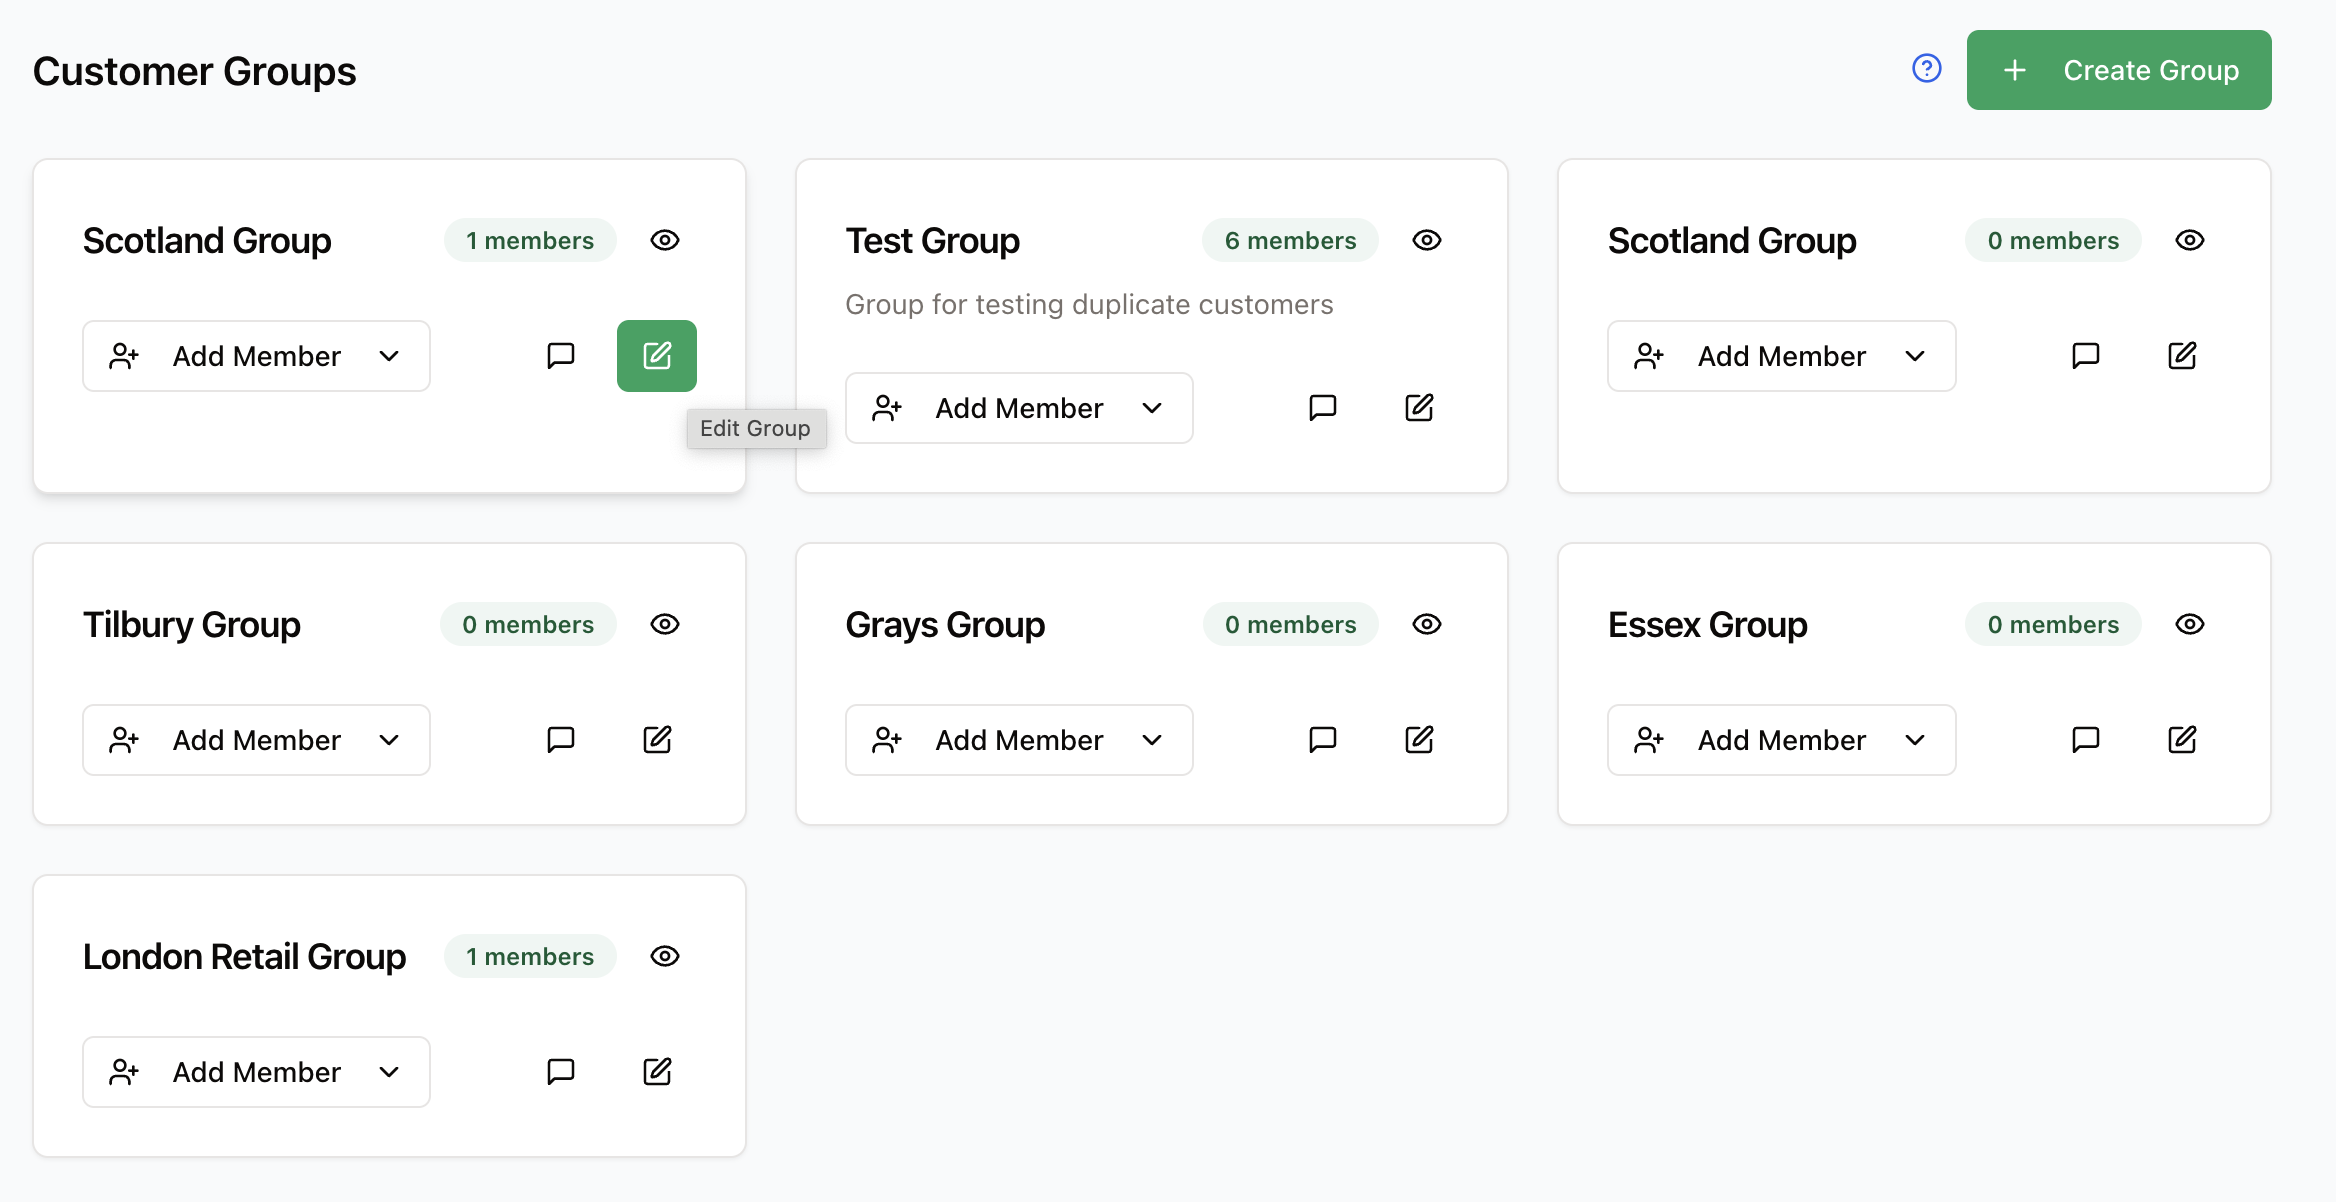 Customer Groups
?
+ Create Group
Scotland Group
1 members
Add Member
Edit Group
Test Group
6 members
Group for testing duplicate customers
Add Member
Scotland Group
0 members
Add Member
Tilbury Group
0 members
Add Member
Grays Group
0 members
Add Member
Essex Group
0 members
Add Member
London Retail Group
1 members
Add Member